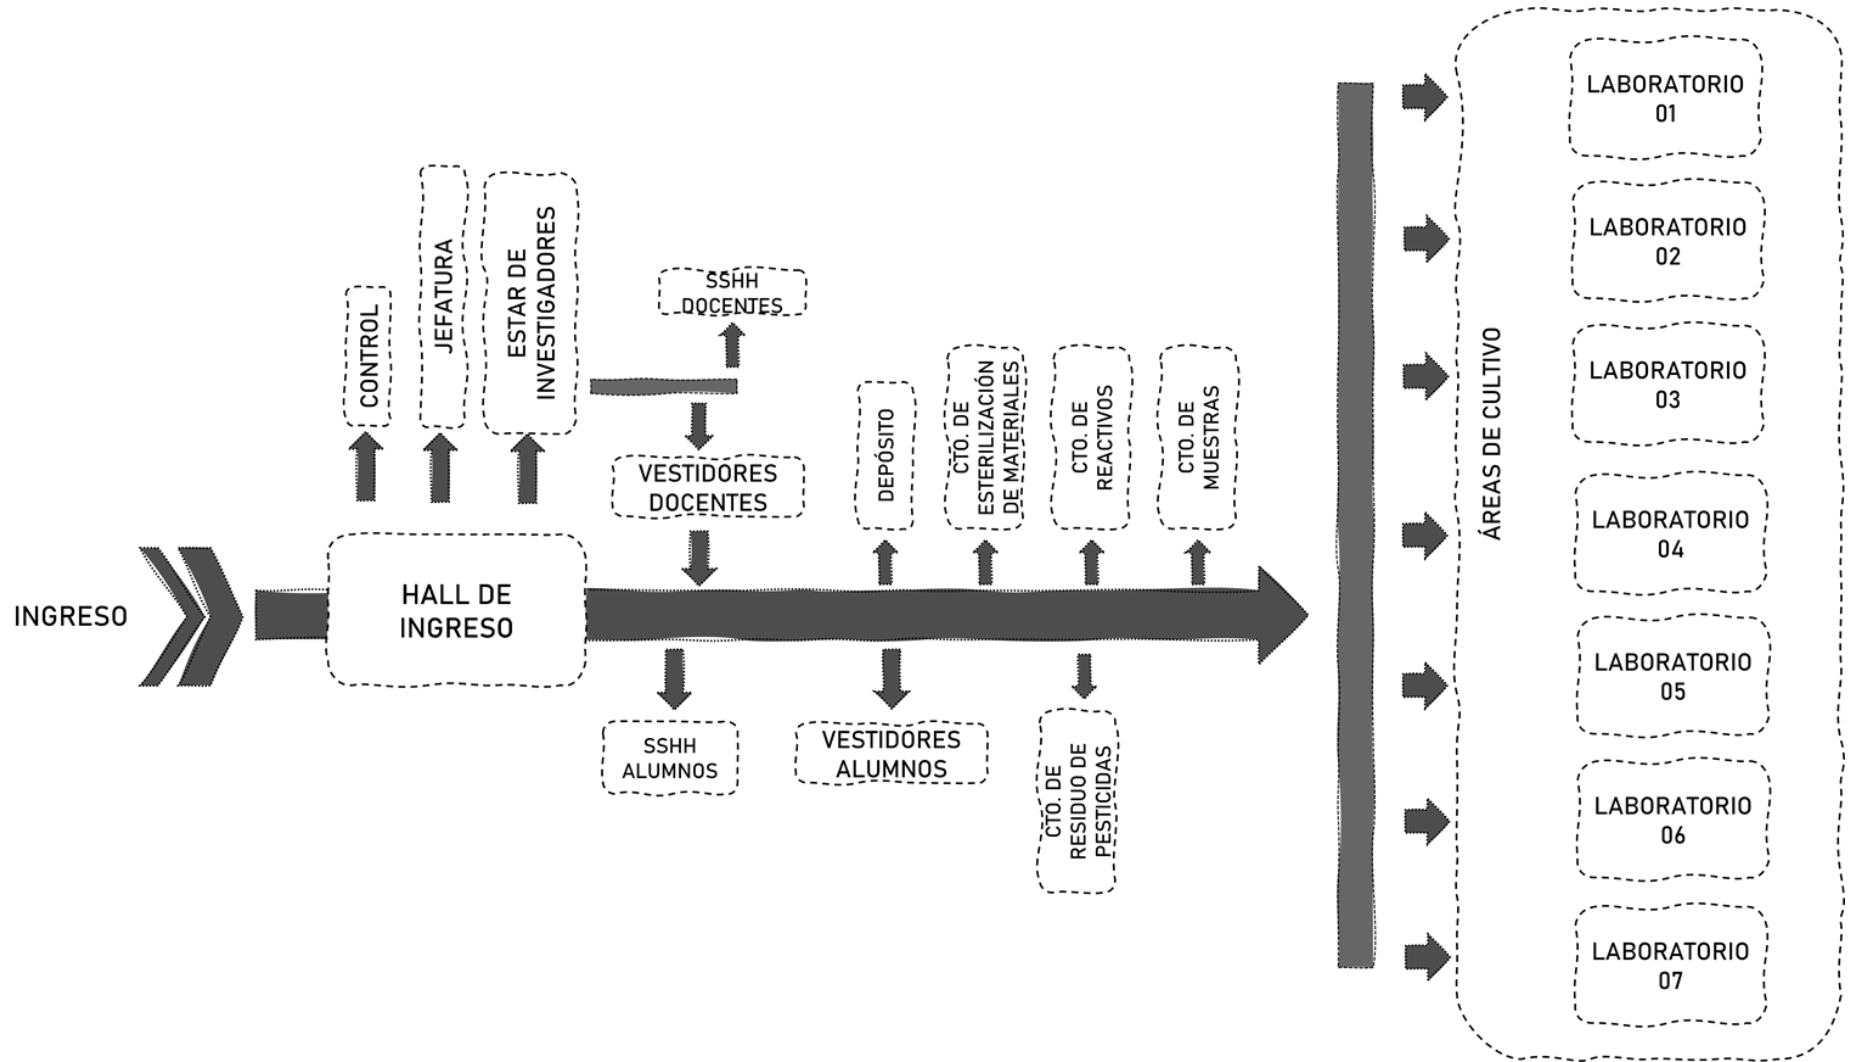 INGRESO
HALL DE
INGRESO
CONTROL
JEFATURA
ESTAR DE
INVESTIGADORES
SSHH
DOCENTES
VESTIDORES
DOCENTES
SSHH
ALUMNOS
VESTIDORES
ALUMNOS
DEPÓSITO
CTO. DE
ESTERILIZACIÓN
DE MATERIALES
CTO. DE
REACTIVOS
CTO. DE
MUESTRAS
CTO. DE
RESIDUO DE
PESTICIDAS
ÁREAS DE CULTIVO
LABORATORIO
01
LABORATORIO
02
LABORATORIO
03
LABORATORIO
04
LABORATORIO
05
LABORATORIO
06
LABORATORIO
07